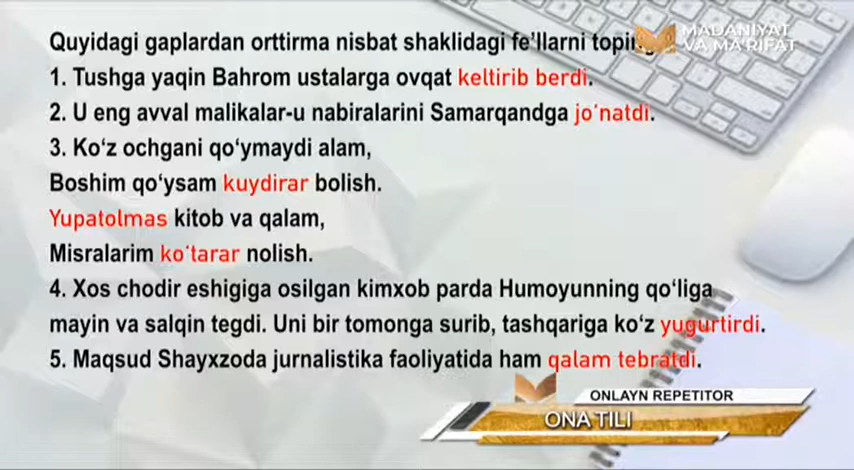 Quyidagi gaplardan orttirma nisbat shaklidagi fe'llarni toping.
MADANIYAT
VA MA'RIFAT
1. Tushga yaqin Bahrom ustalarga ovqat keltirib berdi.
2. U eng avval malikalar-u nabiralarini Samarqandga jo'natdi.
3. Ko‘z ochgani qo‘ymaydi alam,
Boshim qo‘ysam kuydirar bolish.
Yupatolmas kitob va qalam,
Misralarim ko'tarar nolish.
4. Xos chodir eshigiga osilgan kimxob parda Humoyunning qo‘liga
mayin va salqin tegdi. Uni bir tomonga surib, tashqariga ko‘z yugurtirdi.
5. Maqsud Shayxzoda jurnalistika faoliyatida ham qalam tebratdi.
ONLAYN REPETITOR
ONA TILI